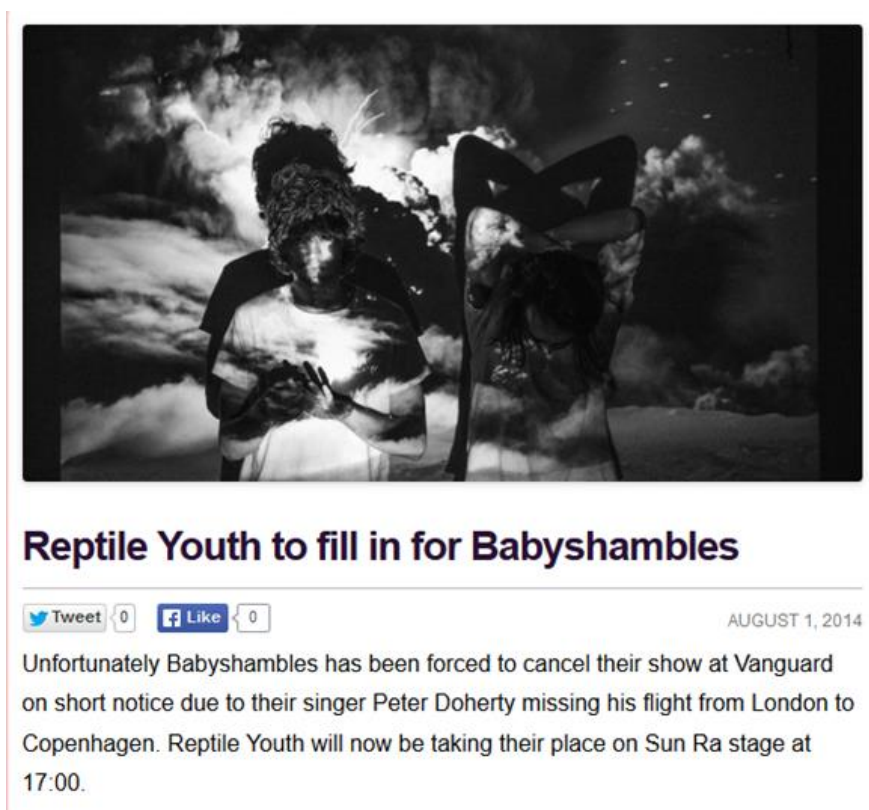 Reptile Youth to fill in for Babyshambles
Tweet 0 Like 0 AUGUST 1, 2014
Unfortunately Babyshambles has been forced to cancel their show at Vanguard
on short notice due to their singer Peter Doherty missing his flight from London to
Copenhagen. Reptile Youth will now be taking their place on Sun Ra stage at
17:00.